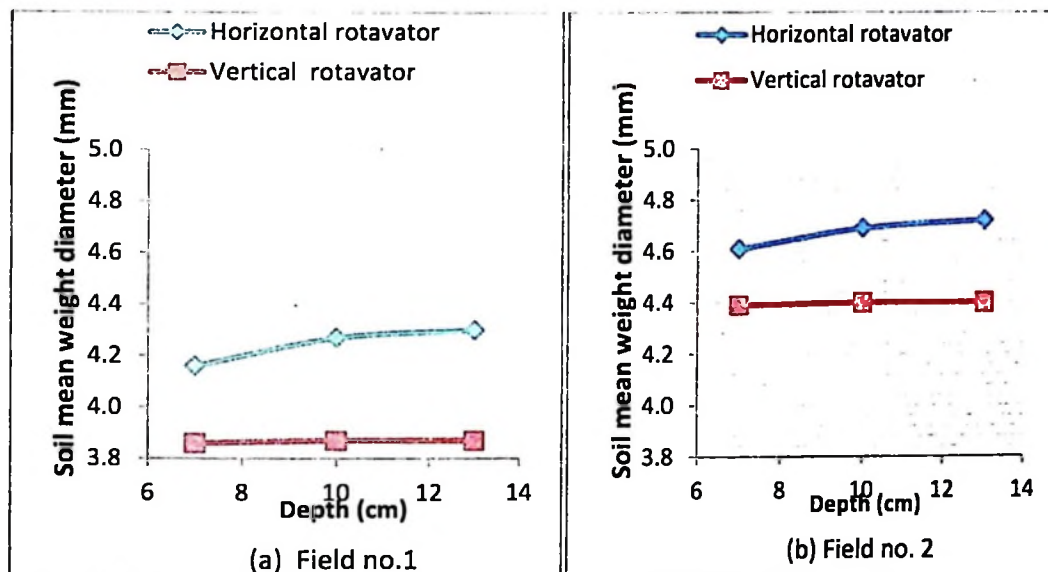 Horizontal rotavator
Vertical rotavator
Soil mean weight diameter (mm)
5.0
4.8
4.6
4.4
4.2
4.0
3.8
6 8 10 12 14
Depth (cm)
(a) Field no.1
Horizontal rotavator
Vertical rotavator
Soil mean weight diameter (mm)
5.0
4.8
4.6
4.4
4.2
4.0
3.8
6 8 10 12 14
Depth (cm)
(b) Field no. 2